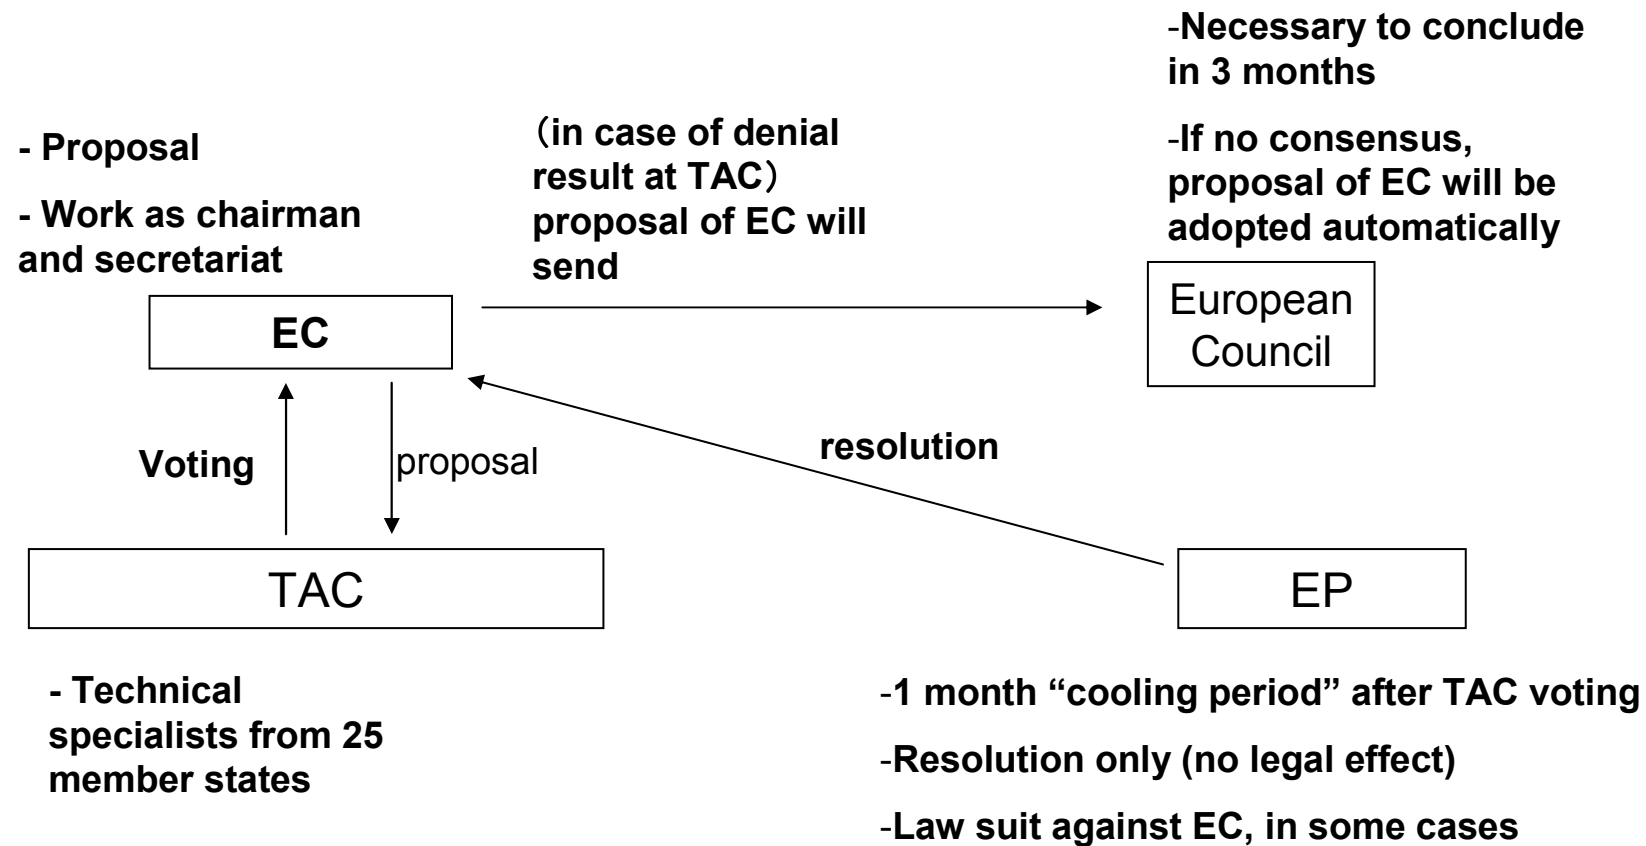 - Proposal
- Work as chairman
and secretariat
（in case of denial
result at TAC）
proposal of EC will
send
-Necessary to conclude
in 3 months
-If no consensus,
proposal of EC will be
adopted automatically
EC
European
Council
Voting
proposal
resolution
TAC
EP
- Technical
specialists from 25
member states
-1 month “cooling period” after TAC voting
-Resolution only (no legal effect)
-Law suit against EC, in some cases